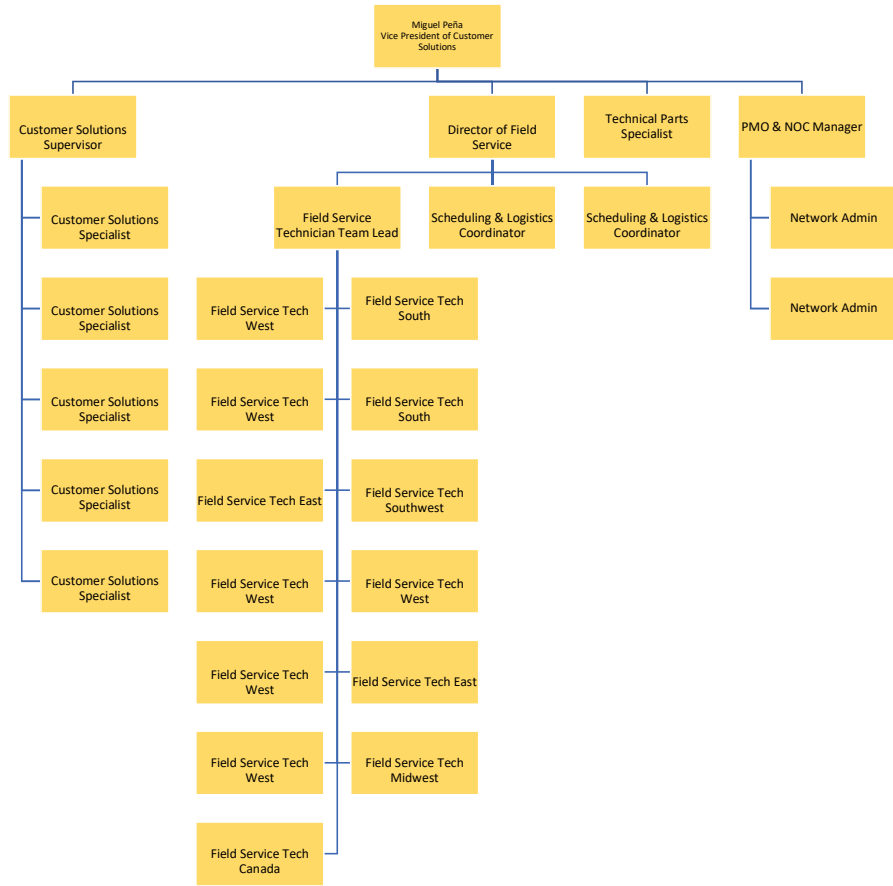 Miguel Peña
Vice President of Customer
Solutions
Customer Solutions
Supervisor
Director of Field
Service
Technical Parts
Specialist
PMO & NOC Manager
Customer Solutions
Specialist
Field Service
Technician Team Lead
Scheduling & Logistics
Coordinator
Scheduling & Logistics
Coordinator
Network Admin
Customer Solutions
Specialist
Field Service Tech
West
Field Service Tech
South
Network Admin
Customer Solutions
Specialist
Field Service Tech
West
Field Service Tech
South
Customer Solutions
Specialist
Field Service Tech East
Field Service Tech
Southwest
Customer Solutions
Specialist
Field Service Tech
West
Field Service Tech
West
Field Service Tech
West
Field Service Tech East
Field Service Tech
West
Field Service Tech
Midwest
Field Service Tech
Canada